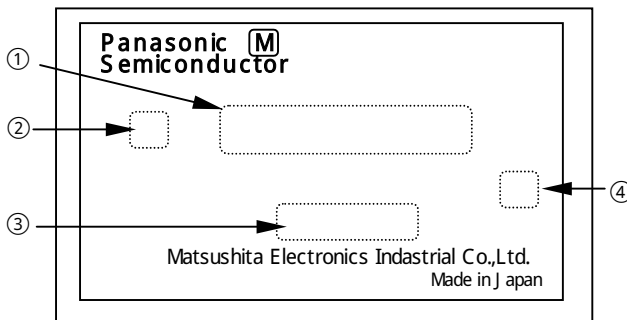 Panasonic M
Semiconductor
①
②
④
③
Matsushita Electronics Indastrial Co.,Ltd.
Made in Japan